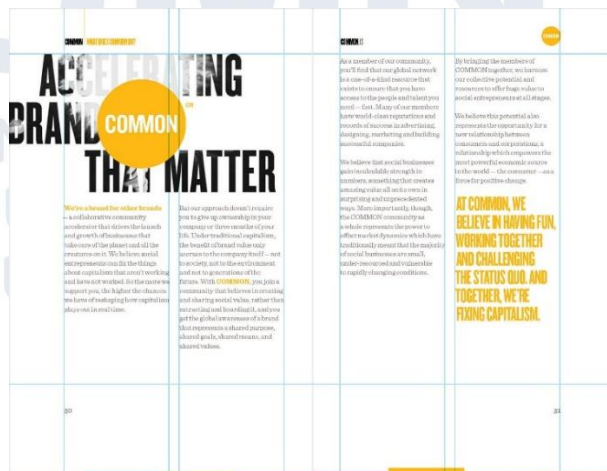 COMMON WHAT DOES COMMON DO?
COMMON IS
COMMON
ACCELERATING
BRAND
COMMON
THAT MATTER
We're a brand for other brands
– a collaborative community
accelerator that drives the launch
and growth of businesses that
take care of the planet and all the
creatures on it. We believe social
entrepreneurs can fix the things
about capitalism that aren't working
and have not worked. So the more we
support you, the higher the chances
we have of reshaping how capitalism
plays out in real time.
But our approach doesn't require
you to give up ownership in your
company or three months of your
life. Under traditional capitalism,
the benefit of brand value only
accrues to the company itself — not
to society, not to the environment
and not to generations of the
future. With COMMON, you join a
community that believes in creating
and sharing social value, rather than
extracting and hoarding it, and you
get the global awareness of a brand
that represents a shared purpose,
shared goals, shared means, and
shared values.
As a member of our community,
you'll find that our global network
is a one-of-a-kind resource that
exists to ensure that you have
access to the people and talent you
need — fast. Many of our members
have world-class reputations and
records of success in advertising,
designing, marketing and building
successful companies.
We believe that social businesses
gain incalculable strength in
numbers, something that creates
amazing value all on its own in
surprising and unprecedented
ways. More importantly, though,
the COMMON community as
a whole represents the power to
offset market dynamics which have
traditionally meant that the majority
of social businesses are small,
under-resourced and vulnerable
to rapidly changing conditions.
By bringing the members of
COMMON together, we harness
our collective potential and
resources to offer huge value to
social entrepreneurs at all stages.
We believe this potential also
represents the opportunity for a
new relationship between
consumers and corporations, a
relationship which empowers the
most powerful economic source
in the world — the consumer — as a
force for positive change.
AT COMMON, WE
BELIEVE IN HAVING FUN,
WORKING TOGETHER
AND CHALLENGING
THE STATUS QUO. AND
TOGETHER, WE'RE
FIXING CAPITALISM.
30
31